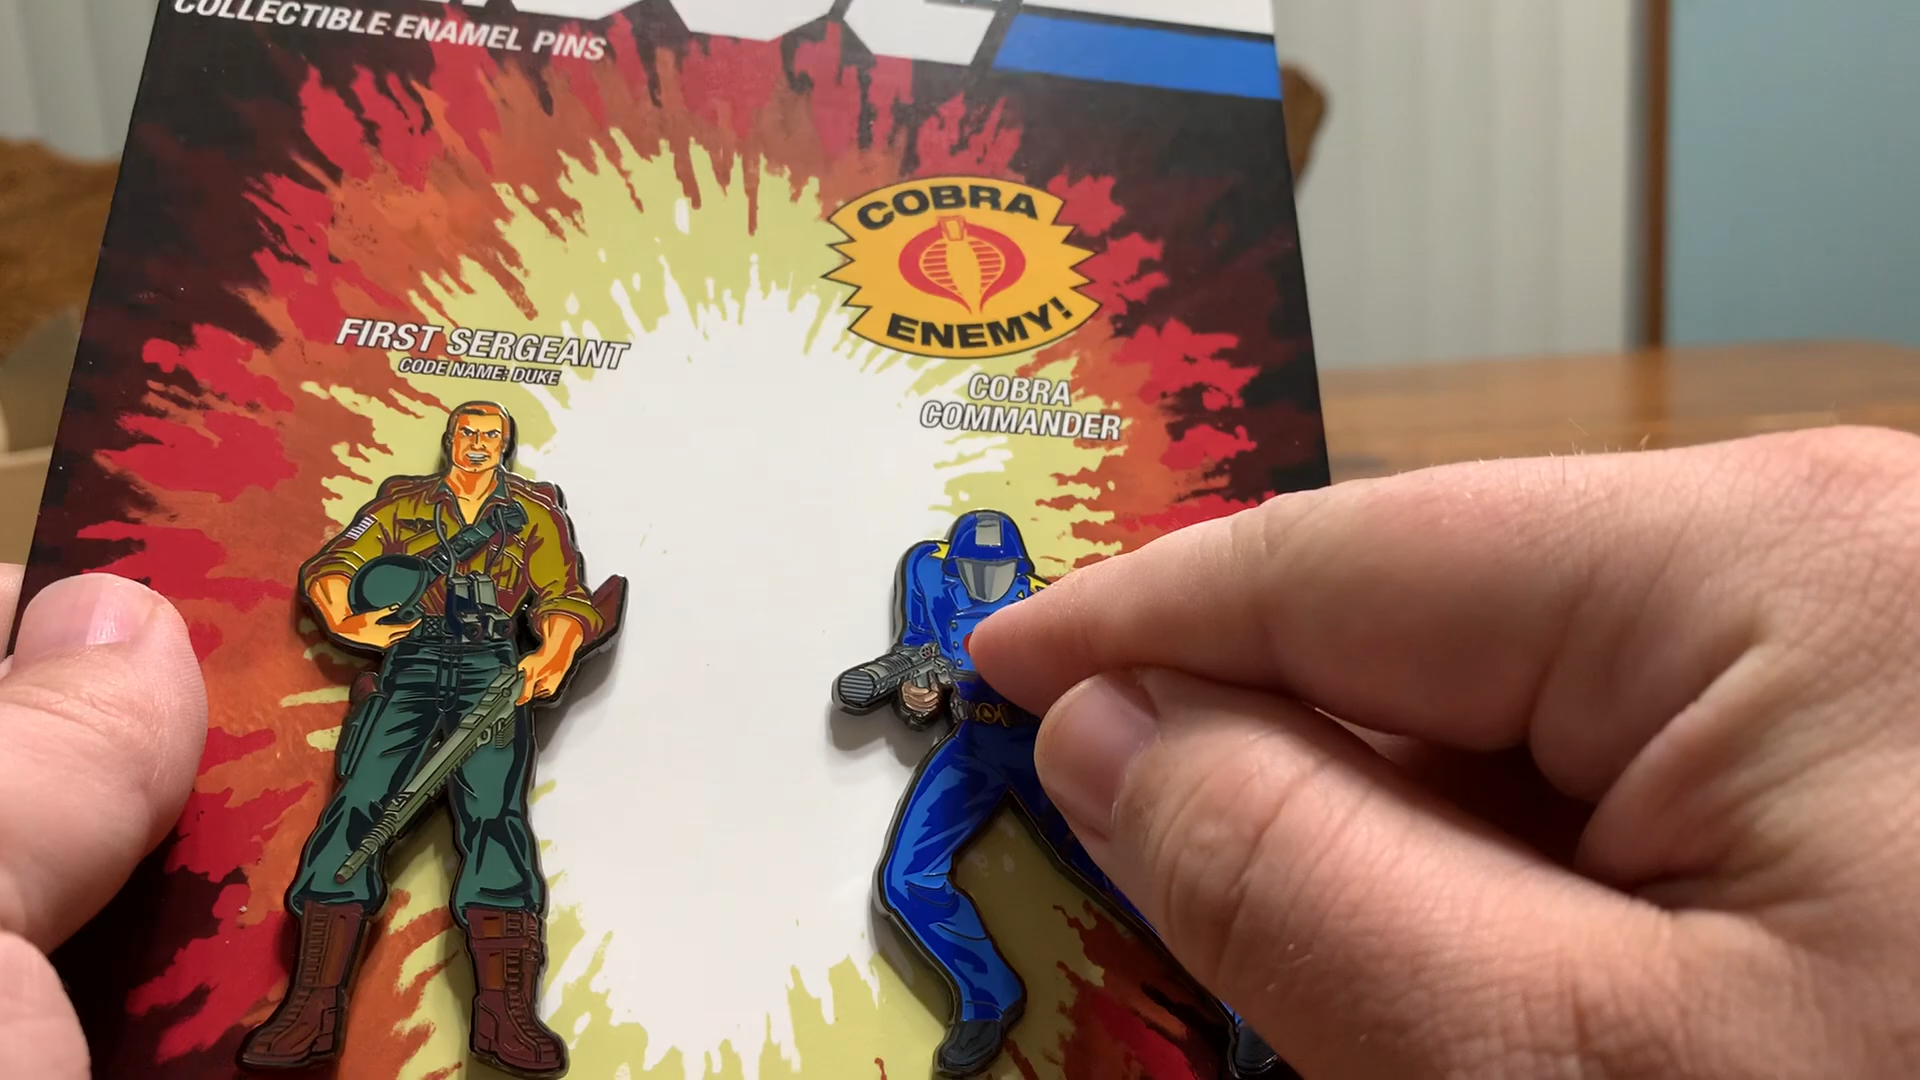 COLLECTIBLE ENAMEL PINS
COBRA
ENEMY!
FIRST SERGEANT
CODE NAME: DUKE
COBRA
COMMANDER